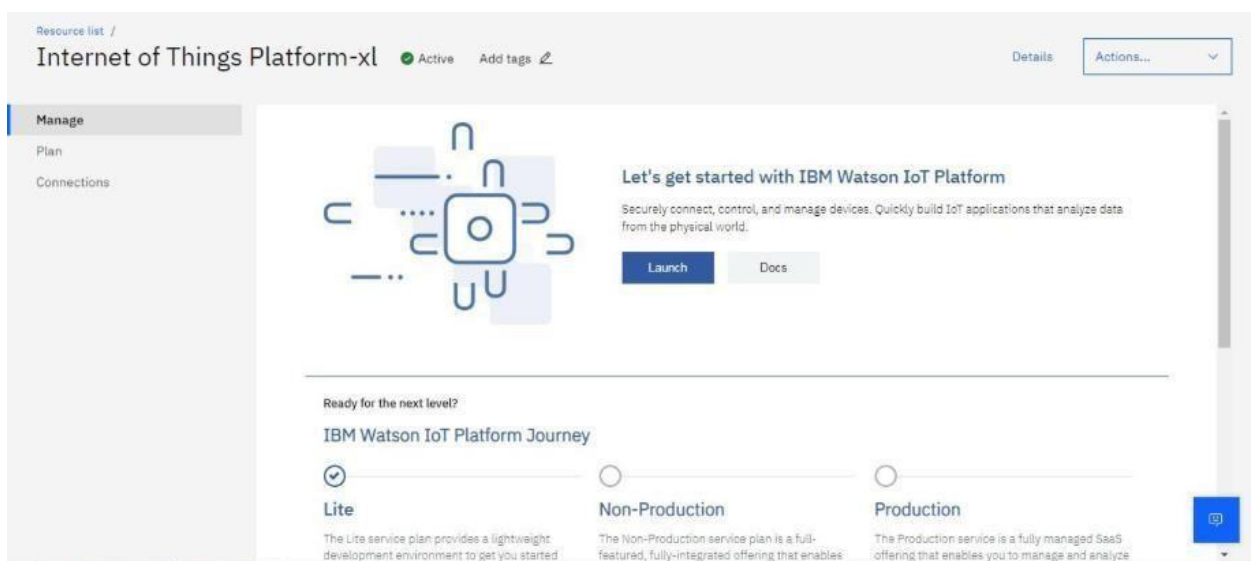 Resource list /
Internet of Things Platform-xl
Active
Add tags
Details
Actions...
Manage
Plan
Connections
Let's get started with IBM Watson IoT Platform
Securely connect, control, and manage devices. Quickly build IoT applications that analyze data
from the physical world.
Launch
Docs
Ready for the next level?
IBM Watson IoT Platform Journey
Lite
The Lite service plan provides a lightweight
development environment to get you started
Non-Production
The Non-Production service plan is a full-
featured, fully-integrated offering that enables
Production
The Production service is a fully managed SaaS
offering that enables you to manage and analyze